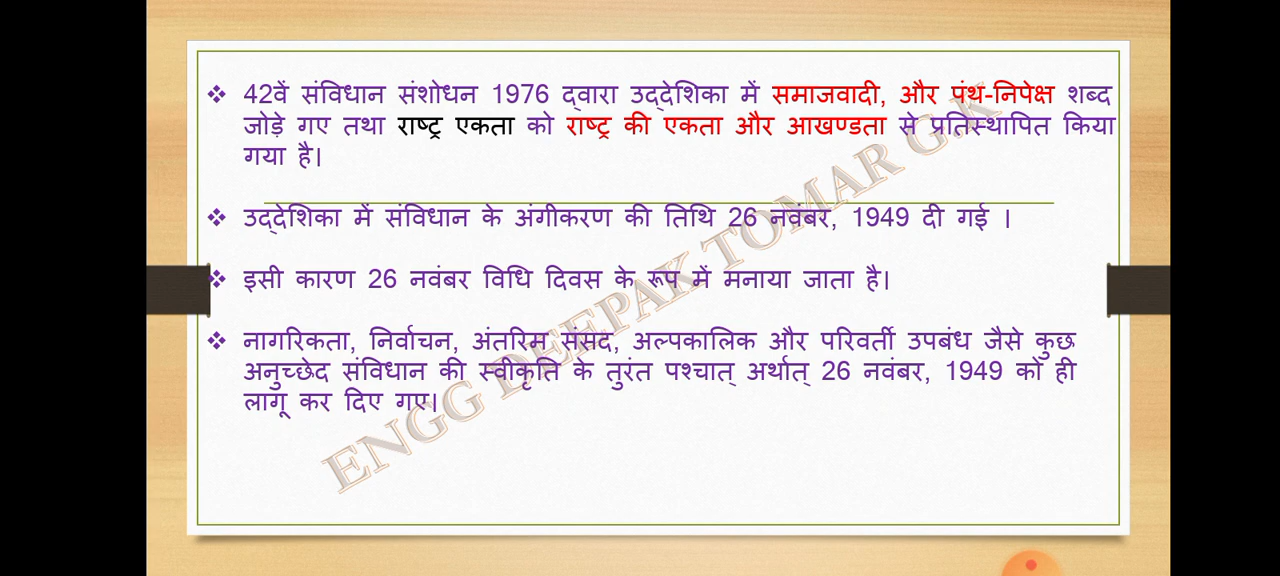 ❖ 42वें संविधान संशोधन 1976 द्वारा उद्देशिका में समाजवादी, और पंथ-निपेक्ष शब्द
जोड़े गए तथा राष्ट्र एकता को राष्ट्र की एकता और आखण्डता से प्रतिस्थापित किया
गया है।
❖ उद्देशिका में संविधान के अंगीकरण की तिथि 26 नवंबर, 1949 दी गई ।
❖ इसी कारण 26 नवंबर विधि दिवस के रूप में मनाया जाता है।
❖ नागरिकता, निर्वाचन, अंतरिम संसद, अल्पकालिक और परिवर्ती उपबंध जैसे कुछ
अनुच्छेद संविधान की स्वीकृति के तुरंत पश्चात् अर्थात् 26 नवंबर, 1949 को ही
लागू कर दिए गए।
ENGG DEEPAK TOMAR G.K